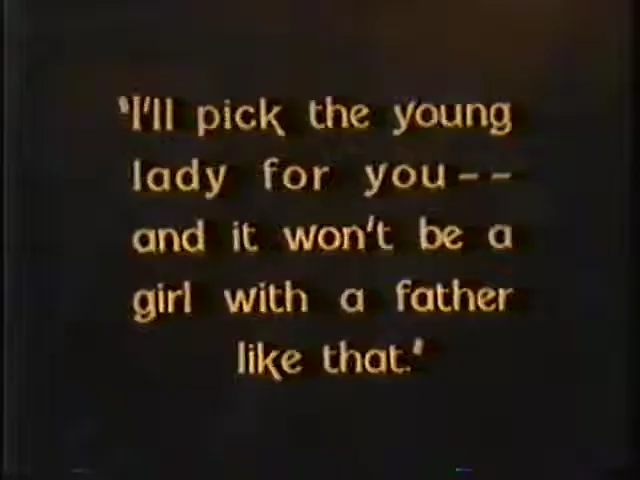 'I'll pick the young
lady for you--
and it won't be a
girl with a father
like that.'